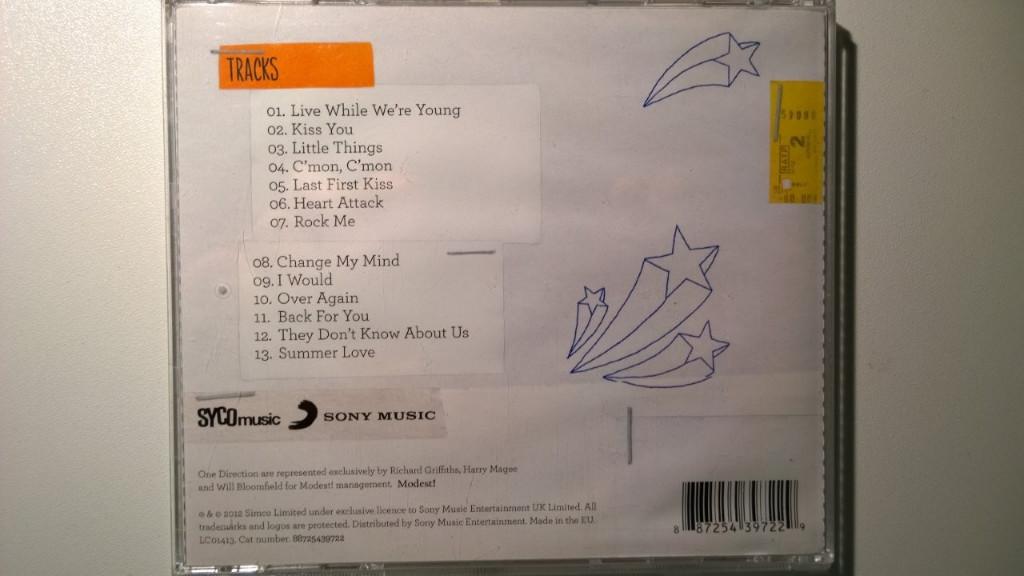 TRACKS
01. Live While We're Young
02. Kiss You
03. Little Things
04. C'mon, C'mon
05. Last First Kiss
06. Heart Attack
07. Rock Me
08. Change My Mind
09. I Would
10. Over Again
11. Back For You
12. They Don't Know About Us
13. Summer Love
SYCOmusic SONY MUSIC
One Direction are represented exclusively by Richard Griffiths, Harry Magee
and Will Bloomfield for Modest! management. Modest!
℗ & © 2012 Simco Limited under exclusive licence to Sony Music Entertainment UK Limited. All
trademarks and logos are protected. Distributed by Sony Music Entertainment. Made in the EU.
LC01413. Cat number. 88725439722
8 87254 39722 9
2